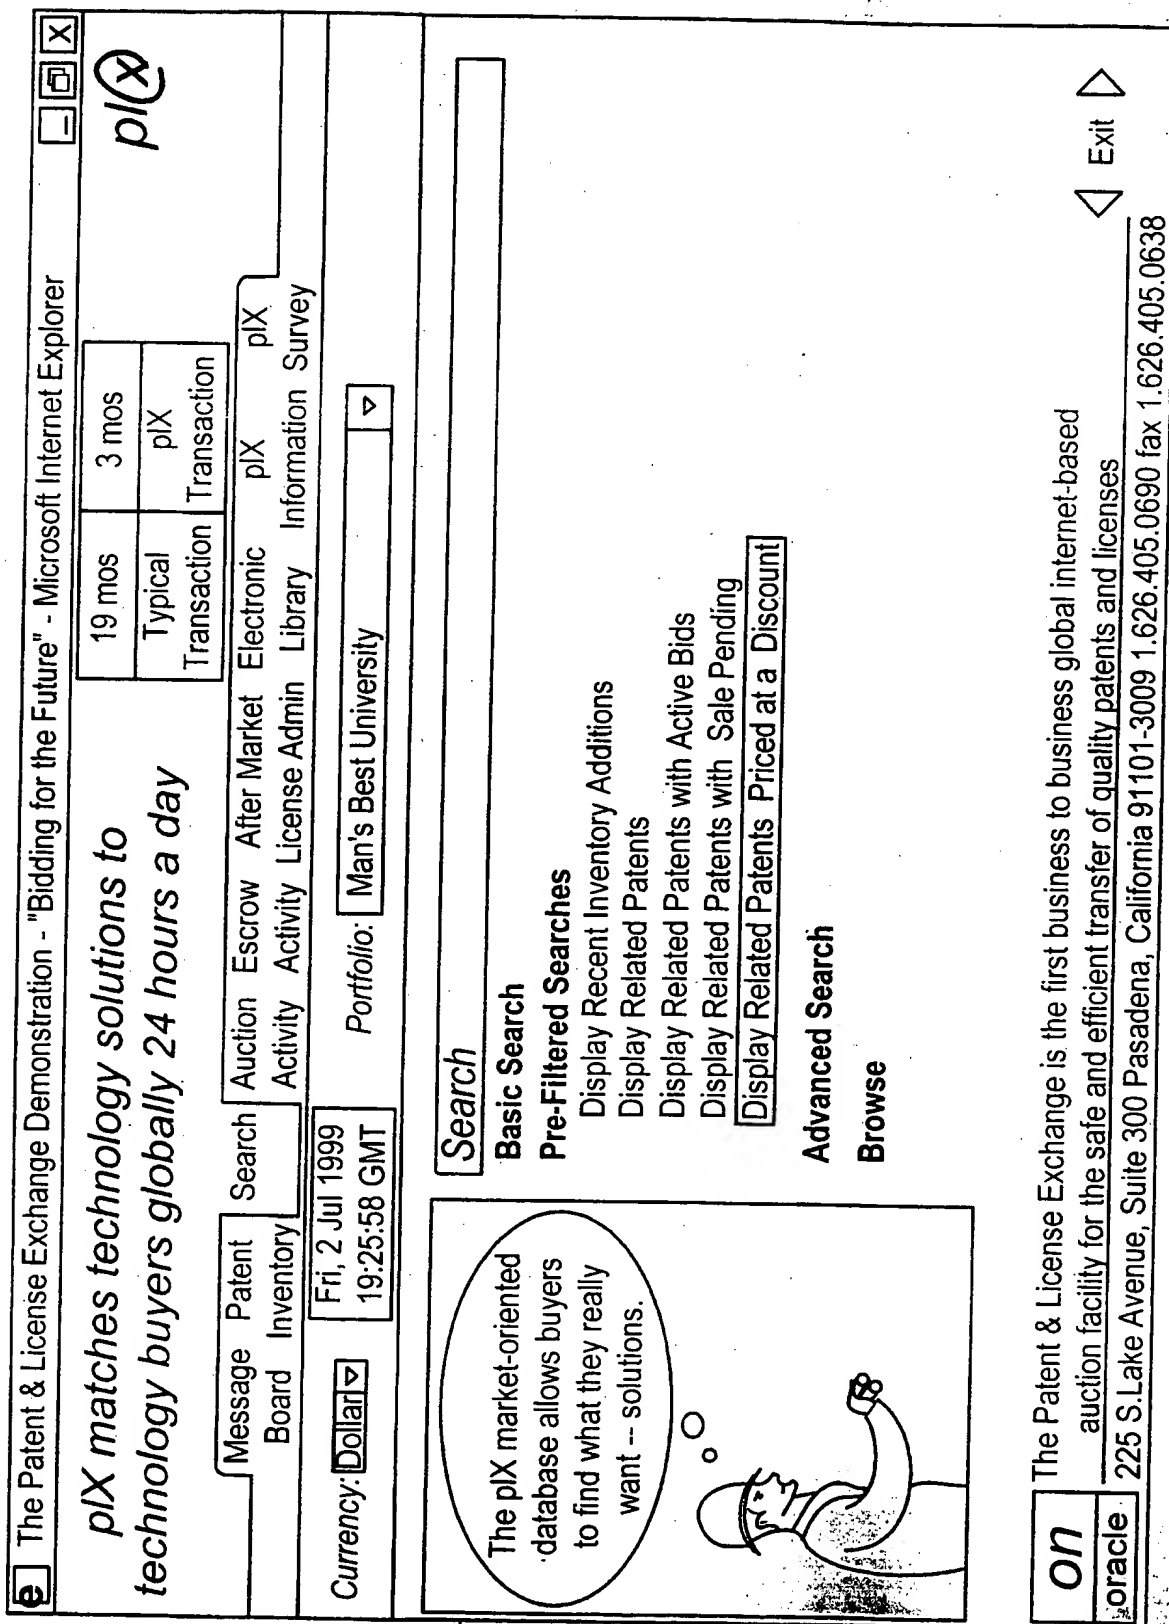 e The Patent & License Exchange Demonstration - "Bidding for the Future" - Microsoft Internet Explorer _ X
plX matches technology solutions to
technology buyers globally 24 hours a day
19 mos 3 mos
Typical plX
Transaction Transaction
plx
Message Patent Search Auction Escrow After Market Electronic plX plX
Board Inventory Activity Activity License Admin Library Information Survey
Currency: Dollar
Fri, 2 Jul 1999
19:25:58 GMT
Portfolio: Man's Best University
The plX market-oriented
database allows buyers
to find what they really
want -- solutions.
Search
Basic Search
Pre-Filtered Searches
Display Recent Inventory Additions
Display Related Patents
Display Related Patents with Active Bids
Display Related Patents with Sale Pending
Display Related Patents Priced at a Discount
Advanced Search
Browse
on
oracle
The Patent & License Exchange is the first business to business global internet-based
auction facility for the safe and efficient transfer of quality patents and licenses
225 S.Lake Avenue, Suite 300 Pasadena, California 91101-3009 1.626.405.0690 fax 1.626.405.0638
Exit